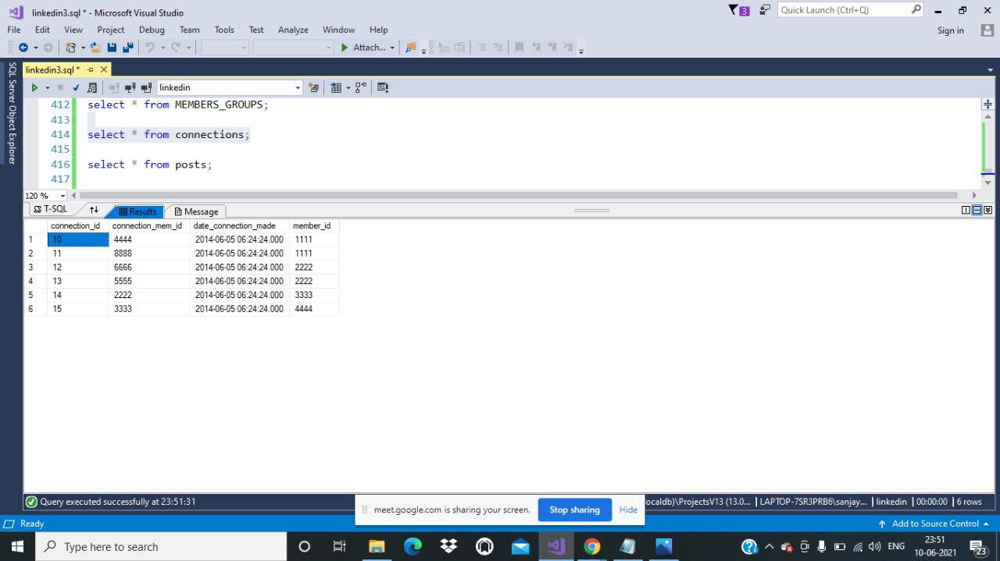 linkedin3.sql * - Microsoft Visual Studio
3
Quick Launch (Ctrl+Q)
File Edit View Project Debug Team Tools Test Analyze Window Help
Sign in
Attach...
linkedin3.sql *
SQL Server Object Explorer
linkedin
412 select * from MEMBERS_GROUPS;
413
414 select * from connections;
415
416 select * from posts;
417
120 %
T-SQL Results Message
connection_id connection_mem_id date_connection_made member_id
1 10 4444 2014-06-05 06:24:24.000 1111
2 11 8888 2014-06-05 06:24:24.000 1111
3 12 6666 2014-06-05 06:24:24.000 2222
4 13 5555 2014-06-05 06:24:24.000 2222
5 14 2222 2014-06-05 06:24:24.000 3333
6 15 3333 2014-06-05 06:24:24.000 4444
Query executed successfully at 23:51:31
ocaldb)\ProjectsV13 (13.0... LAPTOP-7SR3PRB6\sanjay... linkedin 00:00:00 6 rows
meet.google.com is sharing your screen. Stop sharing Hide
Ready
Add to Source Control
Type here to search
ENG
23:51
10-06-2021
23